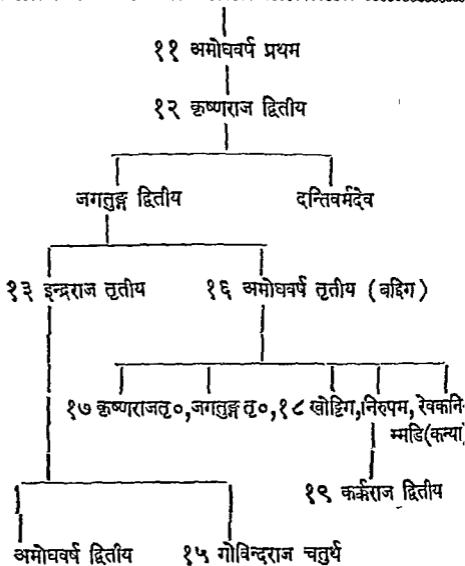 ११ अमोघवर्ष प्रथम
१२ कृष्णराज द्वितीय
जगत्तुङ्ग द्वितीय दन्तिवर्मदेव
१३ इन्द्रराज तृतीय १६ अमोघवर्ष तृतीय (वद्दिग)
१७ कृष्णराजतृ०, जगत्तुङ्ग तृ०, १८ खोट्टिग, निरुपम, रेवकनि-
म्मडि(कन्या)
१९ कर्कराज द्वितीय
अमोघवर्ष द्वितीय १५ गोविन्दराज चतुर्थ